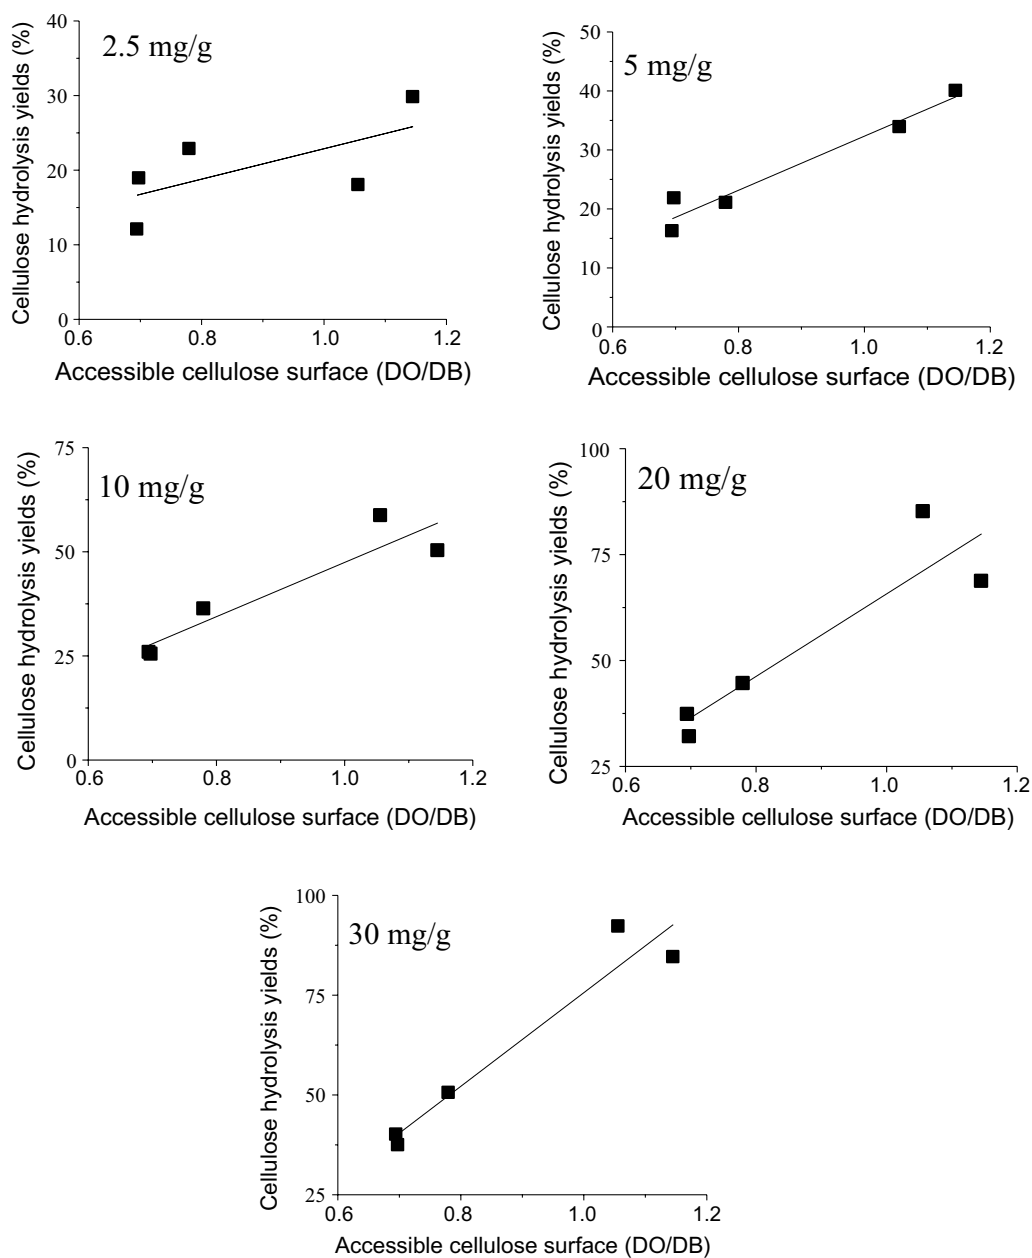 2.5 mg/g
Cellulose hydrolysis yields (%)
40
30
20
10
0
0.6 0.8 1.0 1.2
Accessible cellulose surface (DO/DB)
5 mg/g
Cellulose hydrolysis yields (%)
50
40
30
20
10
0
0.6 0.8 1.0 1.2
Accessible cellulose surface (DO/DB)
10 mg/g
Cellulose hydrolysis yields (%)
75
50
25
0
0.6 0.8 1.0 1.2
Accessible cellulose surface (DO/DB)
20 mg/g
Cellulose hydrolysis yields (%)
100
75
50
25
0.6 0.8 1.0 1.2
Accessible cellulose surface (DO/DB)
30 mg/g
Cellulose hydrolysis yields (%)
100
75
50
25
0.6 0.8 1.0 1.2
Accessible cellulose surface (DO/DB)